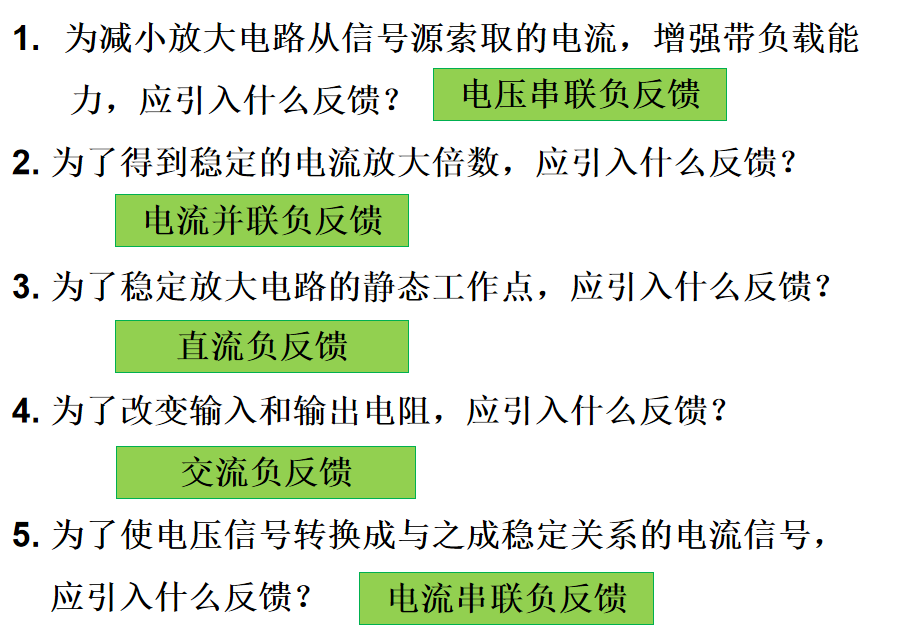 1. 为减小放大电路从信号源索取的电流，增强带负载能
力，应引入什么反馈？ 电压串联负反馈
2. 为了得到稳定的电流放大倍数，应引入什么反馈？
电流并联负反馈
3. 为了稳定放大电路的静态工作点，应引入什么反馈？
直流负反馈
4. 为了改变输入和输出电阻，应引入什么反馈？
交流负反馈
5. 为了使电压信号转换成与之成稳定关系的电流信号，
应引入什么反馈？ 电流串联负反馈